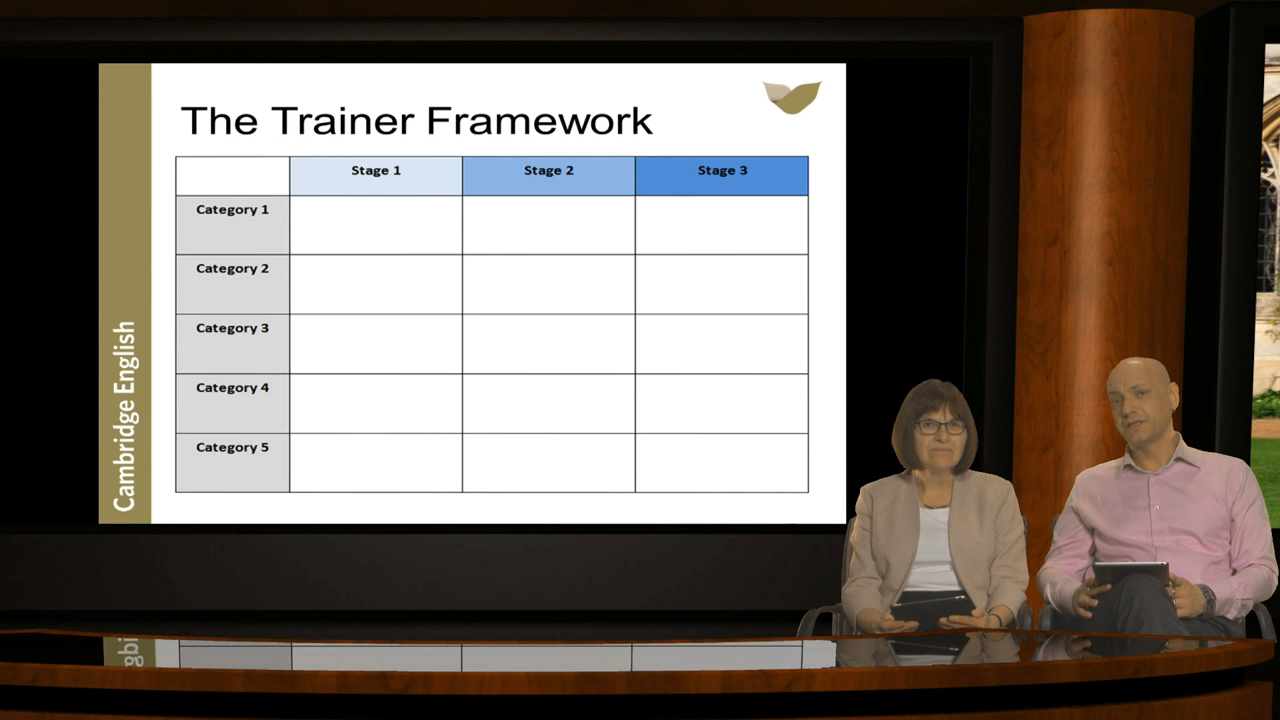 The Trainer Framework
Stage 1 Stage 2 Stage 3
Category 1
Category 2
Category 3
Category 4
Category 5
Cambridge English